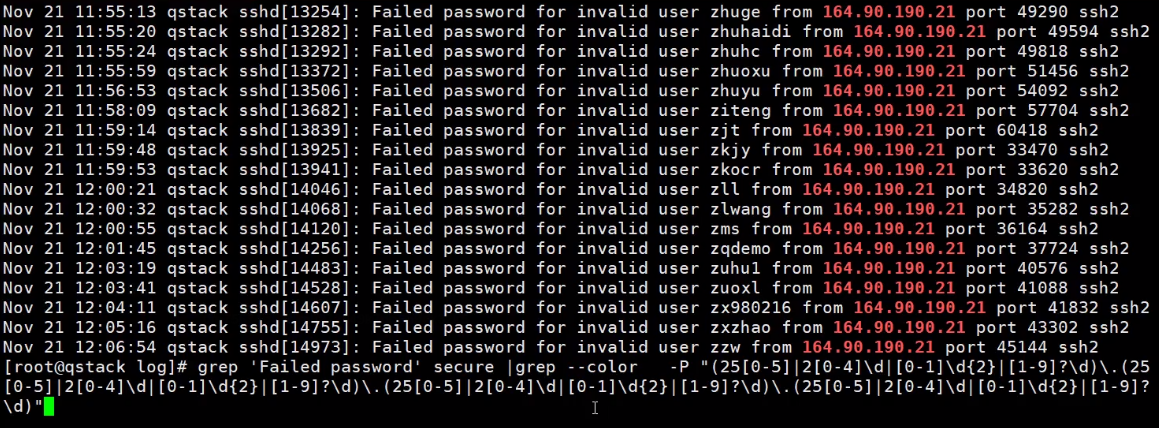 Nov 21 11:55:13 qstack sshd[13254]: Failed password for invalid user zhuge from 164.90.190.21 port 49290 ssh2
Nov 21 11:55:20 qstack sshd[13282]: Failed password for invalid user zhuhaidi from 164.90.190.21 port 49594 ssh2
Nov 21 11:55:24 qstack sshd[13292]: Failed password for invalid user zhuhc from 164.90.190.21 port 49818 ssh2
Nov 21 11:55:59 qstack sshd[13372]: Failed password for invalid user zhuoxu from 164.90.190.21 port 51456 ssh2
Nov 21 11:56:53 qstack sshd[13506]: Failed password for invalid user zhuyu from 164.90.190.21 port 54092 ssh2
Nov 21 11:58:09 qstack sshd[13682]: Failed password for invalid user ziteng from 164.90.190.21 port 57704 ssh2
Nov 21 11:59:14 qstack sshd[13839]: Failed password for invalid user zjt from 164.90.190.21 port 60418 ssh2
Nov 21 11:59:48 qstack sshd[13925]: Failed password for invalid user zkjy from 164.90.190.21 port 33470 ssh2
Nov 21 11:59:53 qstack sshd[13941]: Failed password for invalid user zkocr from 164.90.190.21 port 33620 ssh2
Nov 21 12:00:21 qstack sshd[14046]: Failed password for invalid user zll from 164.90.190.21 port 34820 ssh2
Nov 21 12:00:32 qstack sshd[14068]: Failed password for invalid user zlwang from 164.90.190.21 port 35282 ssh2
Nov 21 12:00:55 qstack sshd[14120]: Failed password for invalid user zms from 164.90.190.21 port 36164 ssh2
Nov 21 12:01:45 qstack sshd[14256]: Failed password for invalid user zqdemo from 164.90.190.21 port 37724 ssh2
Nov 21 12:03:19 qstack sshd[14483]: Failed password for invalid user zuhu1 from 164.90.190.21 port 40576 ssh2
Nov 21 12:03:41 qstack sshd[14528]: Failed password for invalid user zuoxl from 164.90.190.21 port 41088 ssh2
Nov 21 12:04:11 qstack sshd[14607]: Failed password for invalid user zx980216 from 164.90.190.21 port 41832 ssh2
Nov 21 12:05:16 qstack sshd[14755]: Failed password for invalid user zxzhao from 164.90.190.21 port 43302 ssh2
Nov 21 12:06:54 qstack sshd[14973]: Failed password for invalid user zzw from 164.90.190.21 port 45144 ssh2
[root@qstack log]# grep 'Failed password' secure |grep --color   -P "(25[0-5]|2[0-4]\d|[0-1]\d{2}|[1-9]?\d)\.(25
[0-5]|2[0-4]\d|[0-1]\d{2}|[1-9]?\d)\.(25[0-5]|2[0-4]\d|[0-1]\d{2}|[1-9]?\d)\.(25[0-5]|2[0-4]\d|[0-1]\d{2}|[1-9]?
\d)"